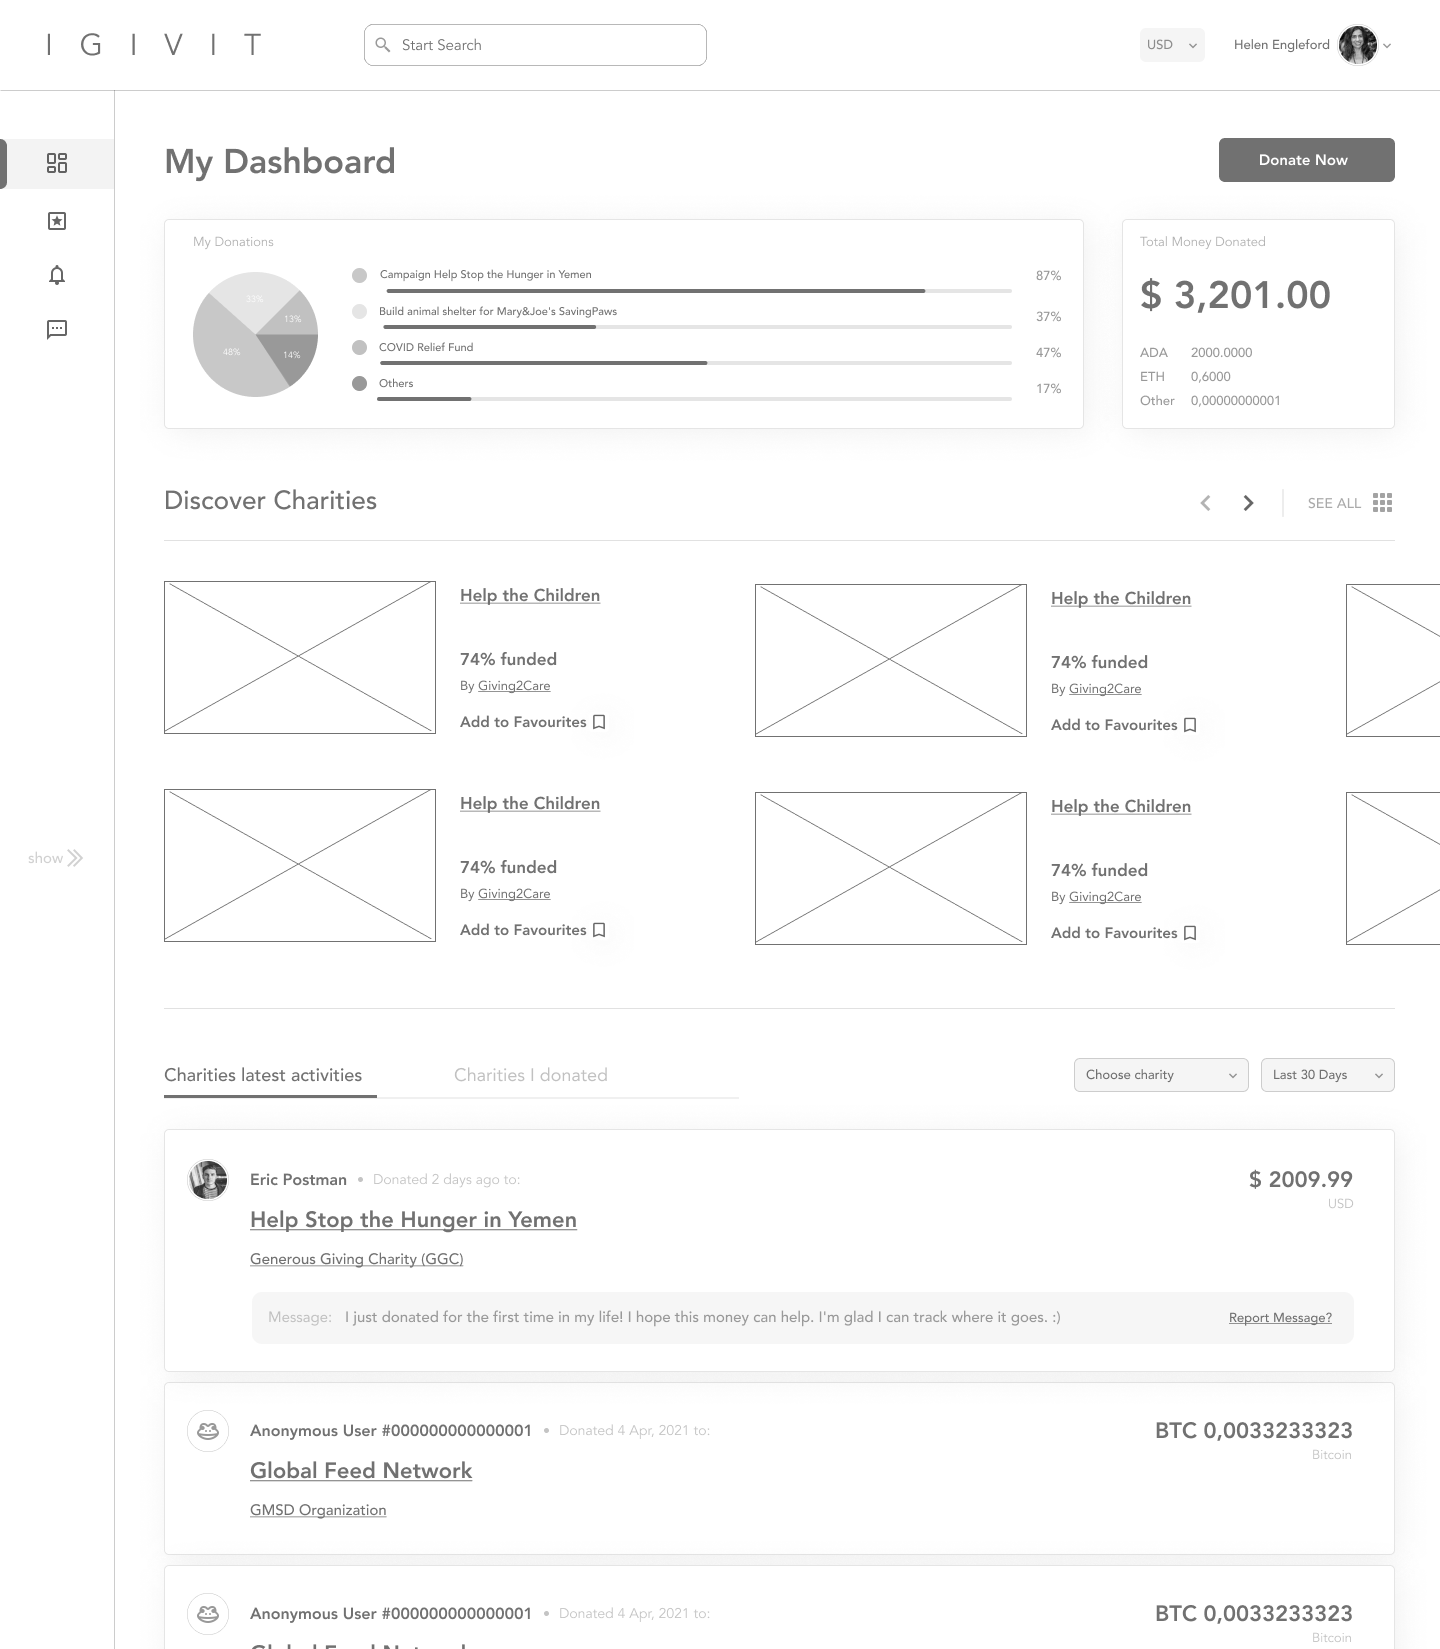 I G I V I T
Start Search
USD
Helen Engleford
My Dashboard
Donate Now
My Donations
33%
13%
48%
14%
Campaign Help Stop the Hunger in Yemen
87%
Build animal shelter for Mary&Joe's SavingPaws
37%
COVID Relief Fund
47%
Others
17%
Total Money Donated
$ 3,201.00
ADA 2000.0000
ETH 0,6000
Other 0,00000000001
Discover Charities
SEE ALL
Help the Children
74% funded
By Giving2Care
Add to Favourites
Help the Children
74% funded
By Giving2Care
Add to Favourites
Help the Children
74% funded
By Giving2Care
Add to Favourites
Help the Children
74% funded
By Giving2Care
Add to Favourites
show
Charities latest activities
Charities I donated
Choose charity
Last 30 Days
Eric Postman • Donated 2 days ago to:
$ 2009.99
USD
Help Stop the Hunger in Yemen
Generous Giving Charity (GGC)
Message: I just donated for the first time in my life! I hope this money can help. I'm glad I can track where it goes. :)
Report Message?
Anonymous User #000000000000001 • Donated 4 Apr, 2021 to:
BTC 0,0033233323
Bitcoin
Global Feed Network
GMSD Organization
Anonymous User #000000000000001 • Donated 4 Apr, 2021 to:
BTC 0,0033233323
Bitcoin
Global Feed Network